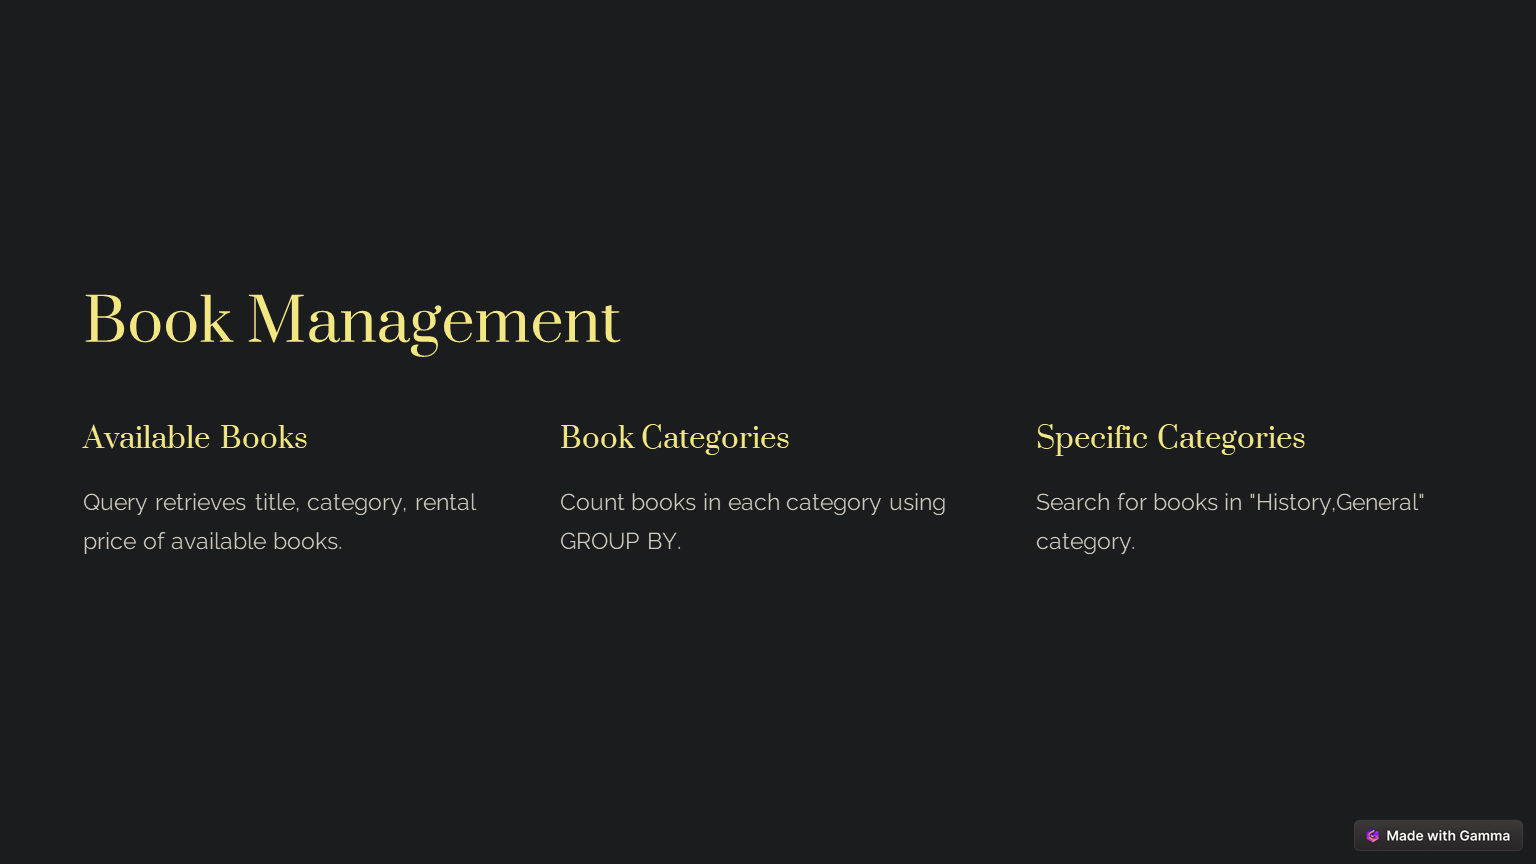 Book Management
Available Books
Query retrieves title, category, rental
price of available books.
Book Categories
Count books in each category using
GROUP BY.
Specific Categories
Search for books in "History,General"
category.
Made with Gamma